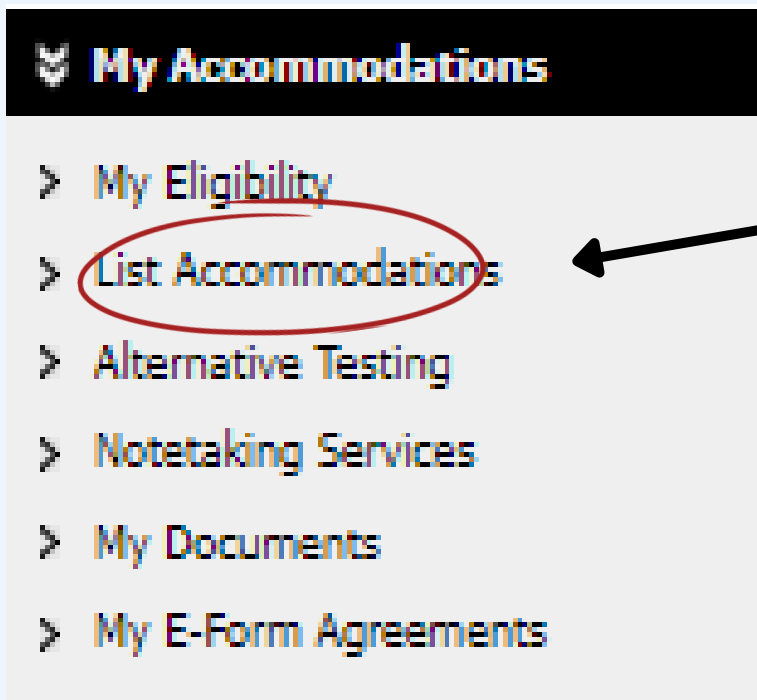 My Accommodations
My Eligibility
List Accommodations
Alternative Testing
Notetaking Services
My Documents
My E-Form Agreements